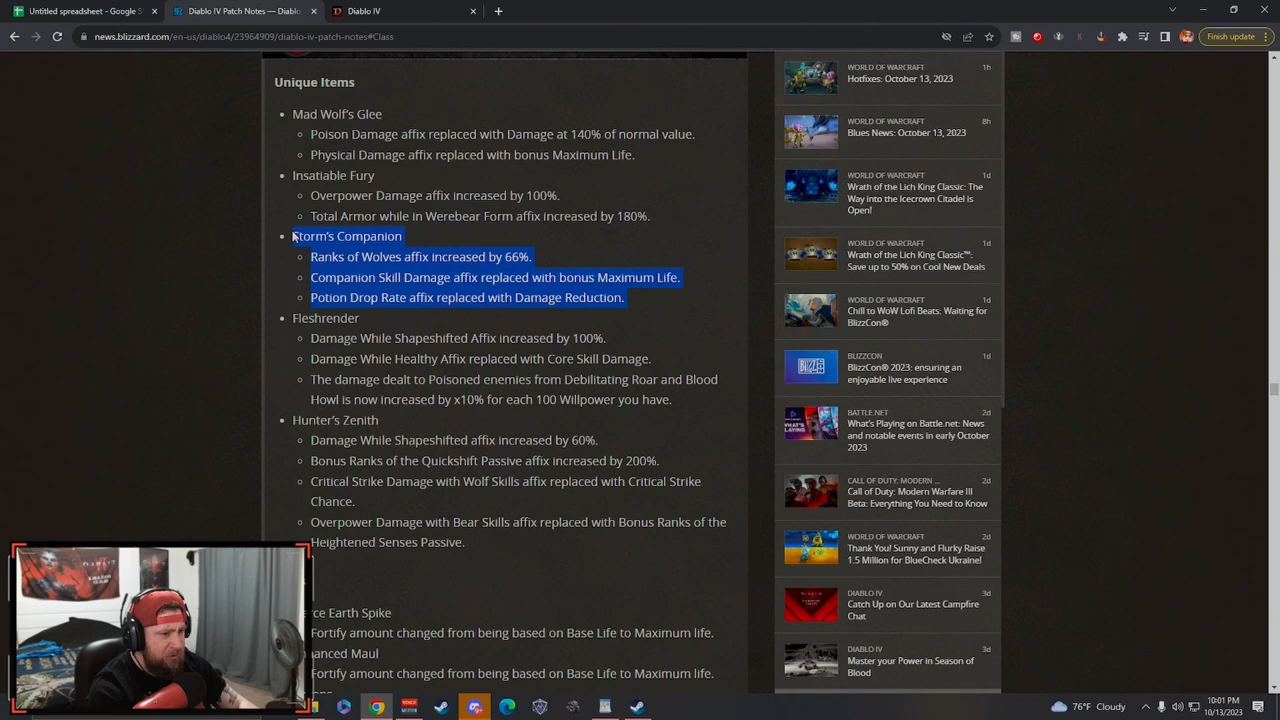 Untitled spreadsheet - Google S
Diablo IV Patch Notes — Diablo
Diablo IV
news.blizzard.com/en-us/diablo4/23964909/diablo-iv-patch-notes#Class
Finish update
Unique Items
Mad Wolf's Glee
Poison Damage affix replaced with Damage at 140% of normal value.
Physical Damage affix replaced with bonus Maximum Life.
Insatiable Fury
Overpower Damage affix increased by 100%.
Total Armor while in Werebear Form affix increased by 180%.
Storm's Companion
Ranks of Wolves affix increased by 66%.
Companion Skill Damage affix replaced with bonus Maximum Life.
Potion Drop Rate affix replaced with Damage Reduction.
Fleshrender
Damage While Shapeshifted Affix increased by 100%.
Damage While Healthy Affix replaced with Core Skill Damage.
The damage dealt to Poisoned enemies from Debilitating Roar and Blood
Howl is now increased by x10% for each 100 Willpower you have.
Hunter's Zenith
Damage While Shapeshifted affix increased by 60%.
Bonus Ranks of the Quickshift Passive affix increased by 200%.
Critical Strike Damage with Wolf Skills affix replaced with Critical Strike
Chance.
Overpower Damage with Bear Skills affix replaced with Bonus Ranks of the
Heightened Senses Passive.
rce Earth Spike
Fortify amount changed from being based on Base Life to Maximum life.
hanced Maul
Fortify amount changed from being based on Base Life to Maximum life.
WORLD OF WARCRAFT 1h
Hotfixes: October 13, 2023
WORLD OF WARCRAFT 8h
Blues News: October 13, 2023
WORLD OF WARCRAFT 1d
Wrath of the Lich King Classic: The
Way into the Icecrown Citadel is
Open!
WORLD OF WARCRAFT 1d
Wrath of the Lich King Classic™:
Save up to 50% on Cool New Deals
WORLD OF WARCRAFT 1d
Chill to WoW Lofi Beats: Waiting for
BlizzCon®
BLIZZCON 1d
BlizzCon® 2023: ensuring an
enjoyable live experience
BATTLE.NET 2d
What's Playing on Battle.net: News
and notable events in early October
2023
CALL OF DUTY: MODERN ... 2d
Call of Duty: Modern Warfare III
Beta: Everything You Need to Know
WORLD OF WARCRAFT 2d
Thank You! Sunny and Flurky Raise
1.5 Million for BlueCheck Ukraine!
DIABLO IV 3d
Catch Up on Our Latest Campfire
Chat
DIABLO IV 3d
Master your Power in Season of
Blood
76°F Cloudy
10:01 PM
10/13/2023